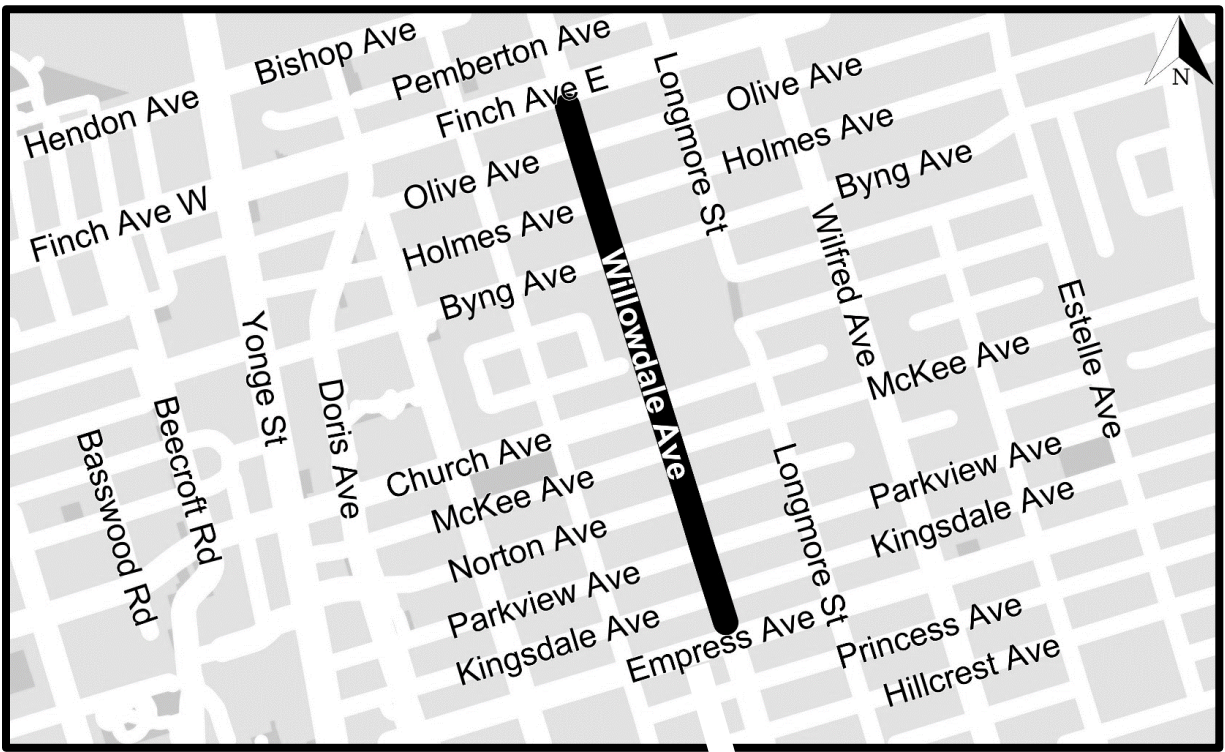 Bishop Ave
Pemberton Ave
Finch Ave E
Hendon Ave
Finch Ave W
Longmore St
Olive Ave
Holmes Ave
Byng Ave
N
Olive Ave
Holmes Ave
Byng Ave
Willowdale Ave
Wilfred Ave
Estelle Ave
McKee Ave
Yonge St
Doris Ave
Beecroft Rd
Basswood Rd
Church Ave
McKee Ave
Norton Ave
Parkview Ave
Kingsdale Ave
Empress Ave
Longmore St
Parkview Ave
Kingsdale Ave
Princess Ave
Hillcrest Ave